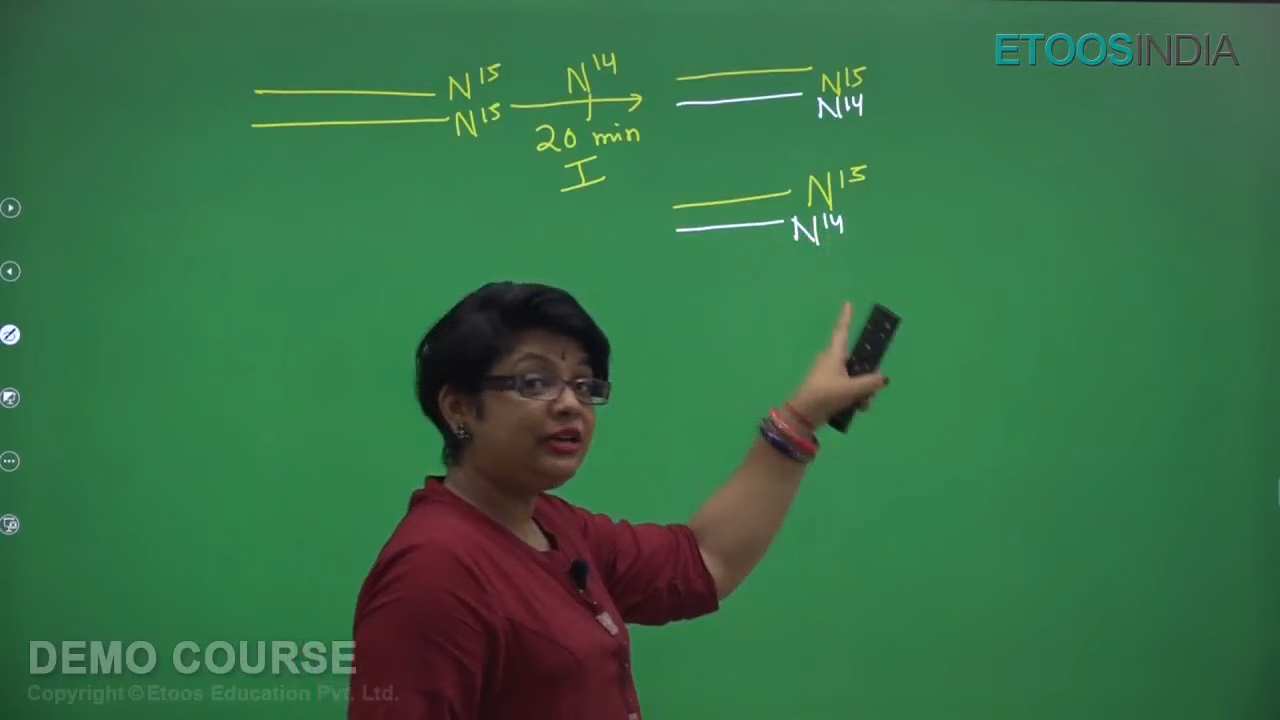 ETOOSINDIA
N15
N15
N14
20 min
I
N15
N14
N15
N14
DEMO COURSE
Copyright © Etoos Education Pvt. Ltd.